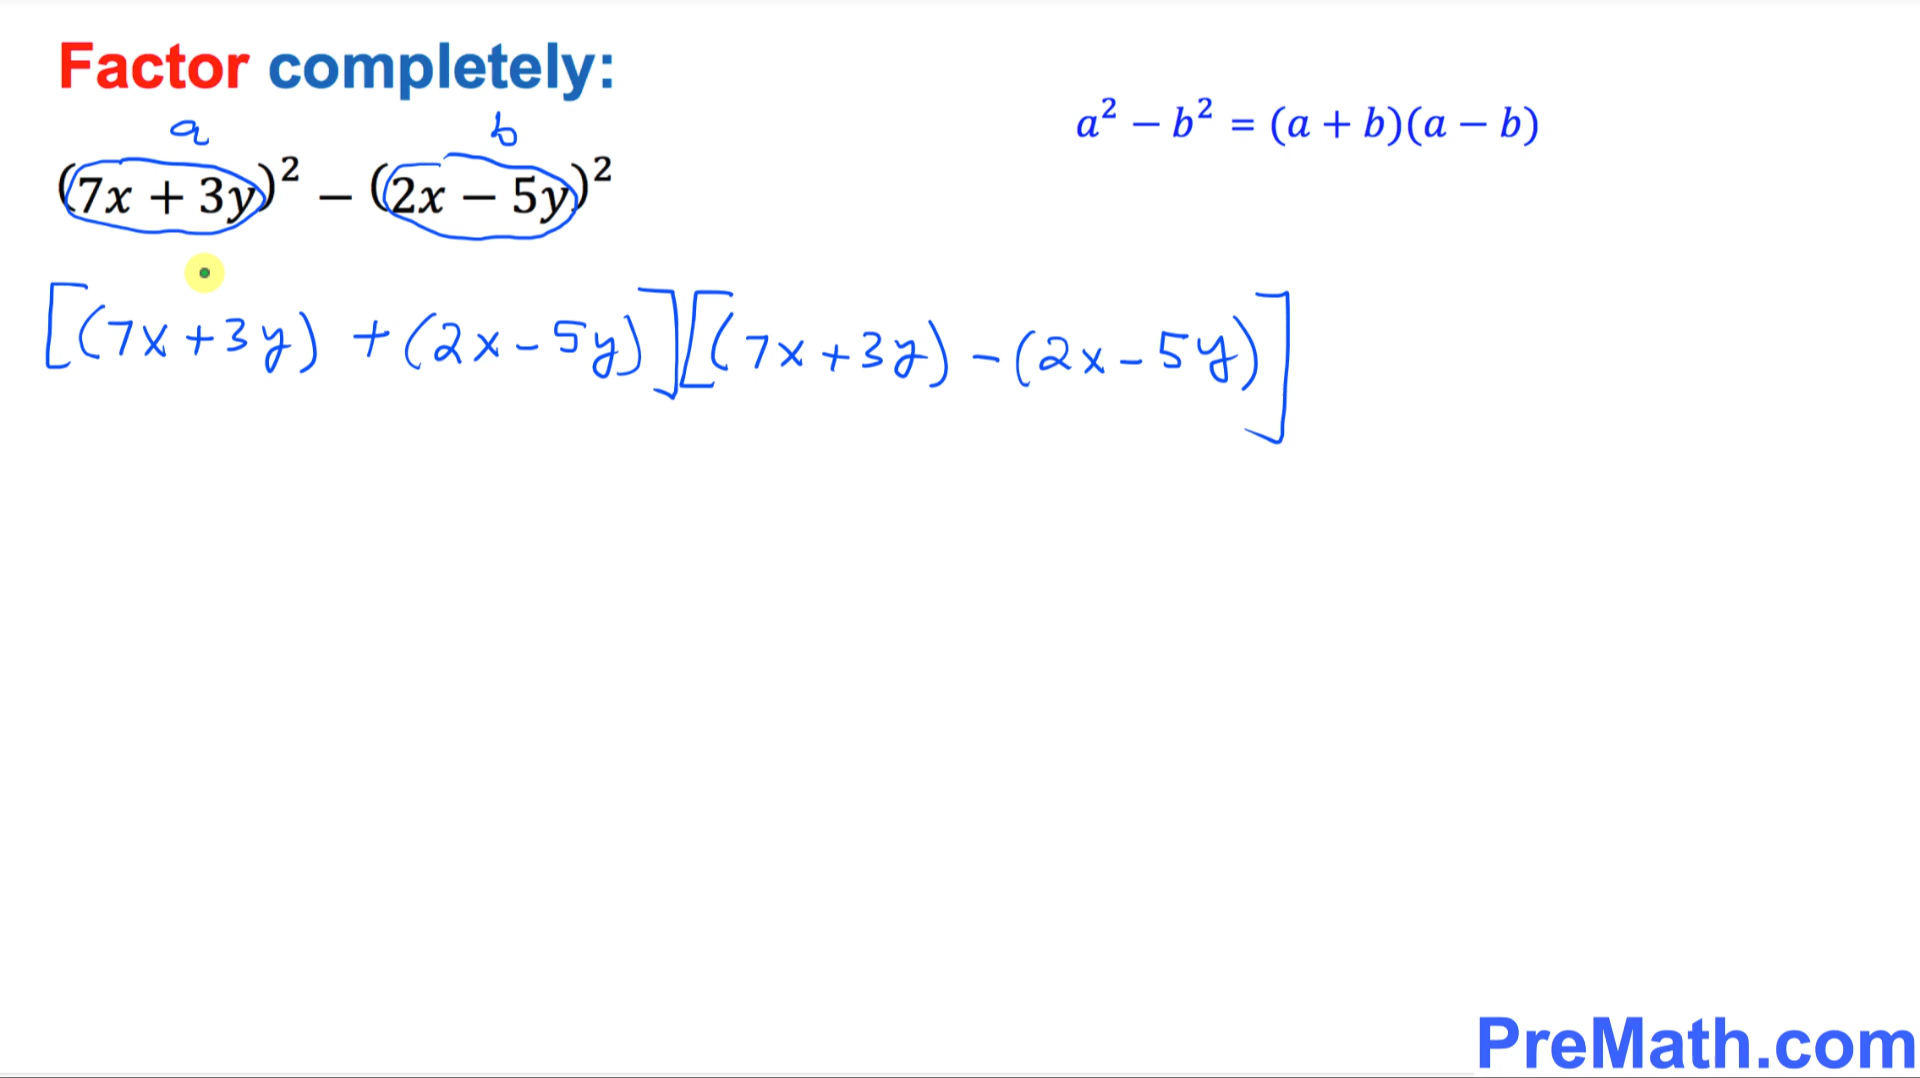 Factor completely:
a² − b² = (a + b)(a − b)
a b
(7x + 3y)² − (2x − 5y)²
[(7x+3y) +(2x-5y)][(7x+3y)-(2x-5y)]
PreMath.com